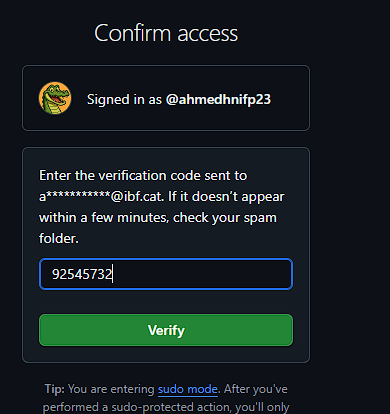 Confirm access
Signed in as @ahmedhnifp23
Enter the verification code sent to
a***********@ibf.cat. If it doesn't appear
within a few minutes, check your spam
folder.
92545732
Verify
Tip: You are entering sudo mode. After you've
performed a sudo-protected action, you'll only